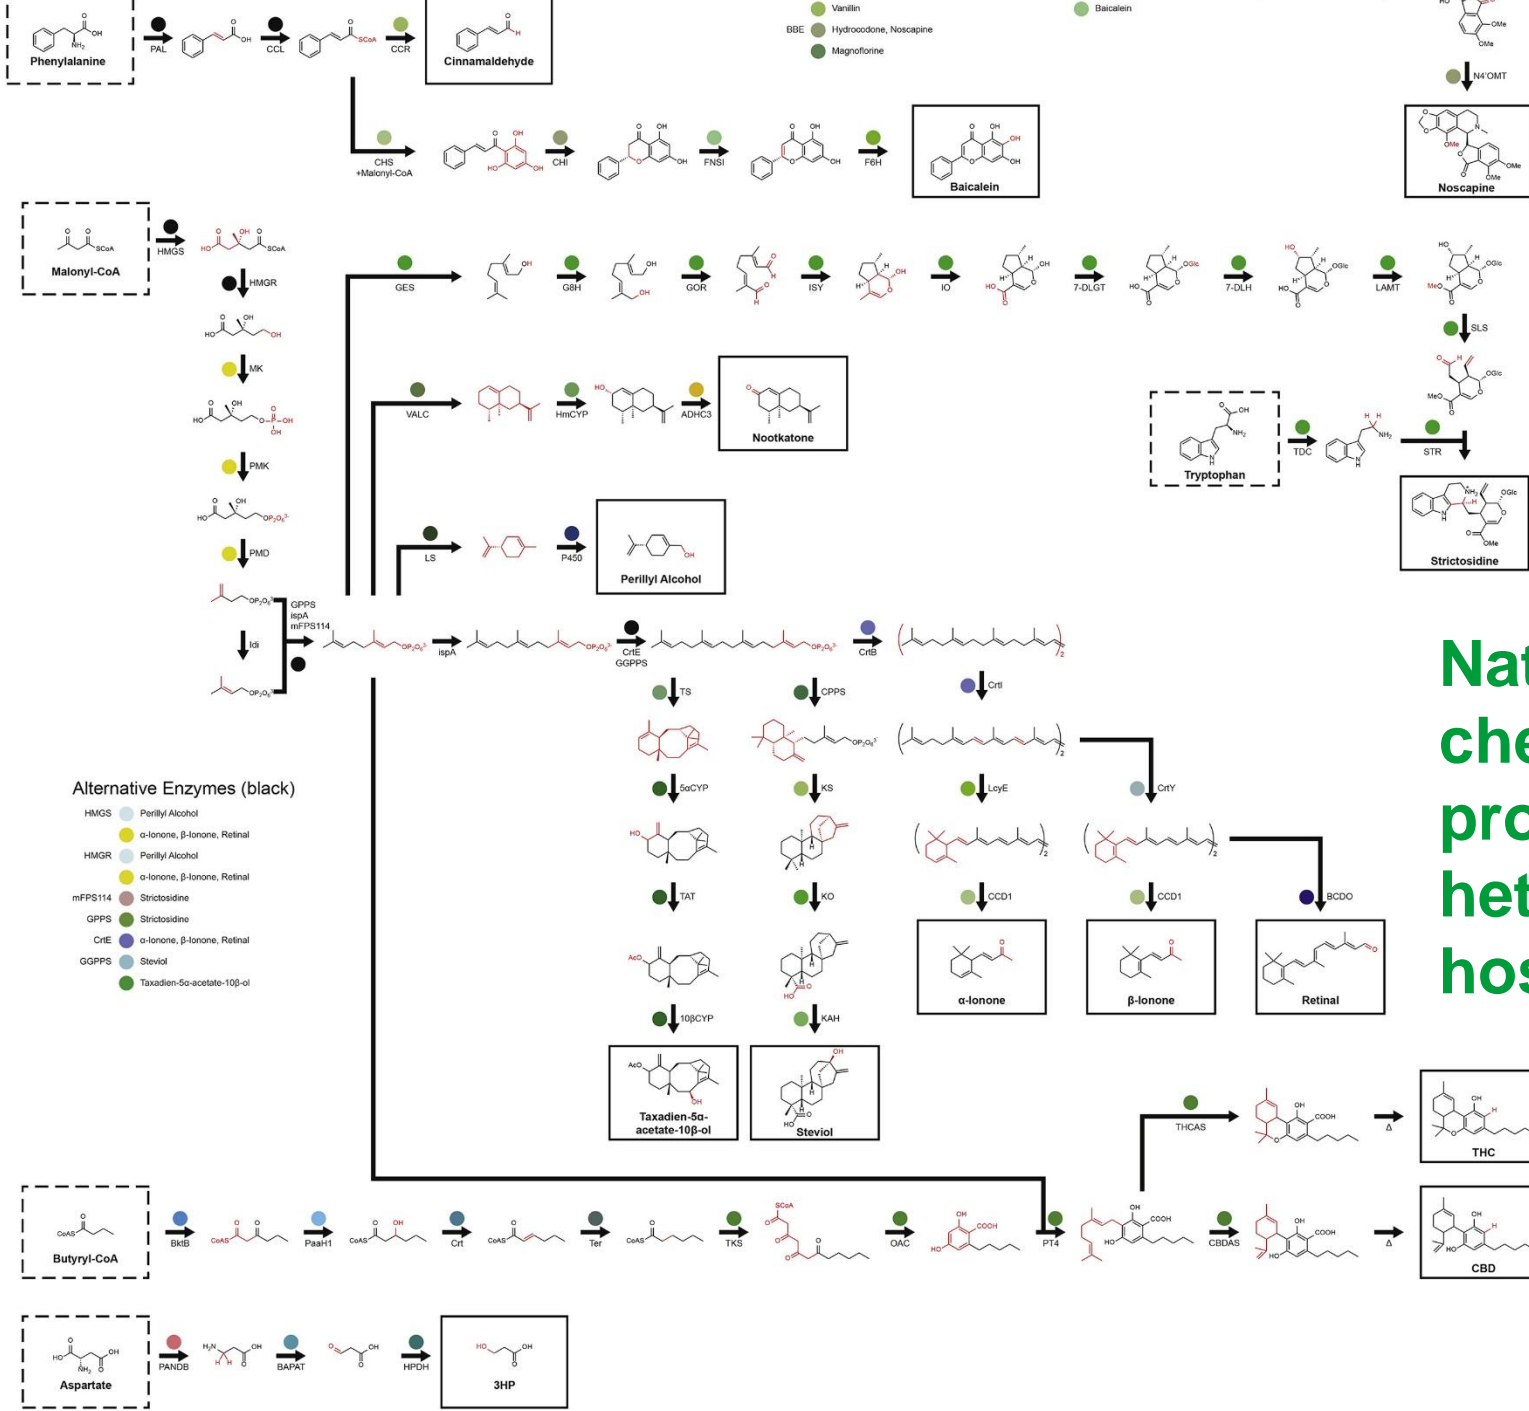 Vanillin
Baicalein
BBE Hydrocodone, Noscapine
Magnoflorine
PAL
CCL
CCR
Phenylalanine
Cinnamaldehyde
N4'OMT
Noscapine
CHS
+Malonyl-CoA
CHI
FNSI
F6H
Baicalein
Malonyl-CoA
HMGS
HMGR
MK
PMK
PMD
Idi
GPPS
ispA
mFPS114
GES
G8H
GOR
ISY
IO
7-DLGT
7-DLH
LAMT
SLS
VALC
HmCYP
ADHC3
Nootkatone
Tryptophan
TDC
STR
Strictosidine
LS
P450
Perillyl Alcohol
ispA
CrtE
GGPPS
CrtB
CrtI
TS
CPPS
5αCYP
KS
LcyE
CrtY
TAT
KO
CCD1
CCD1
BCDO
10βCYP
KAH
α-Ionone
β-Ionone
Retinal
Taxadien-5α-
acetate-10β-ol
Steviol
Nat
che
pro
het
hos
Alternative Enzymes (black)
HMGS Perillyl Alcohol
α-Ionone, β-Ionone, Retinal
HMGR Perillyl Alcohol
α-Ionone, β-Ionone, Retinal
mFPS114 Strictosidine
GPPS Strictosidine
CrtE α-Ionone, β-Ionone, Retinal
GGPPS Steviol
Taxadien-5α-acetate-10β-ol
THCAS
Δ
THC
Butyryl-CoA
BktB
PaaH1
Crt
Ter
TKS
OAC
PT4
CBDAS
Δ
CBD
Aspartate
PANDB
BAPAT
HPDH
3HP